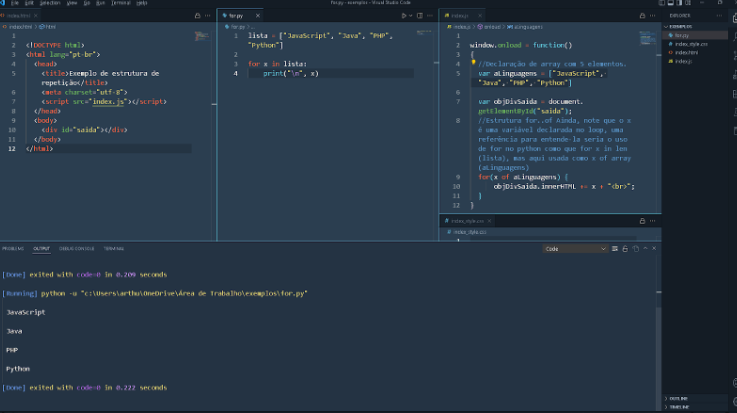 File Edit Selection View Go Run Terminal Help
for.py - exemplos - Visual Studio Code
index.html
index.html > html
1
2 <!DOCTYPE html>
3 <html lang="pt-br">
4 <head>
5 <title>Exemplo de estrutura de
repetição</title>
6 <meta charset="utf-8">
7 <script src="index.js"></script>
8 </head>
9 <body>
10 <div id="saida"></div>
11 </body>
12 </html>
for.py
for.py > ...
1 lista = ["JavaScript", "Java", "PHP",
"Python"]
2
3 for x in lista:
4 print("\n", x)
index.js
index.js > onload > aLinguagens
1
2 window.onload = function()
3 {
4 //Declaração de array com 5 elementos.
5 var aLinguagens = ["JavaScript",
"Java", "PHP", "Python"]
6
7 var objDivSaida = document.
getElementById("saida");
8 //Estrutura for..of Ainda, note que o x
é uma variável declarada no loop, uma
referência para entende-la seria o uso
de for no python como que for x in len
(lista), mas aqui usada como x of array
(aLinguagens)
9 for(x of aLinguagens) {
10 objDivSaida.innerHTML += x + "<br>";
11 }
12 }
index_style.css
index_style.css
1
EXPLORER
EXEMPLOS
for.py
index_style.css
index.html
index.js
OUTLINE
TIMELINE
PROBLEMS OUTPUT DEBUG CONSOLE TERMINAL
Code
[Done] exited with code=0 in 0.209 seconds
[Running] python -u "c:\Users\arthu\OneDrive\Área de Trabalho\exemplos\for.py"
JavaScript
Java
PHP
Python
[Done] exited with code=0 in 0.222 seconds